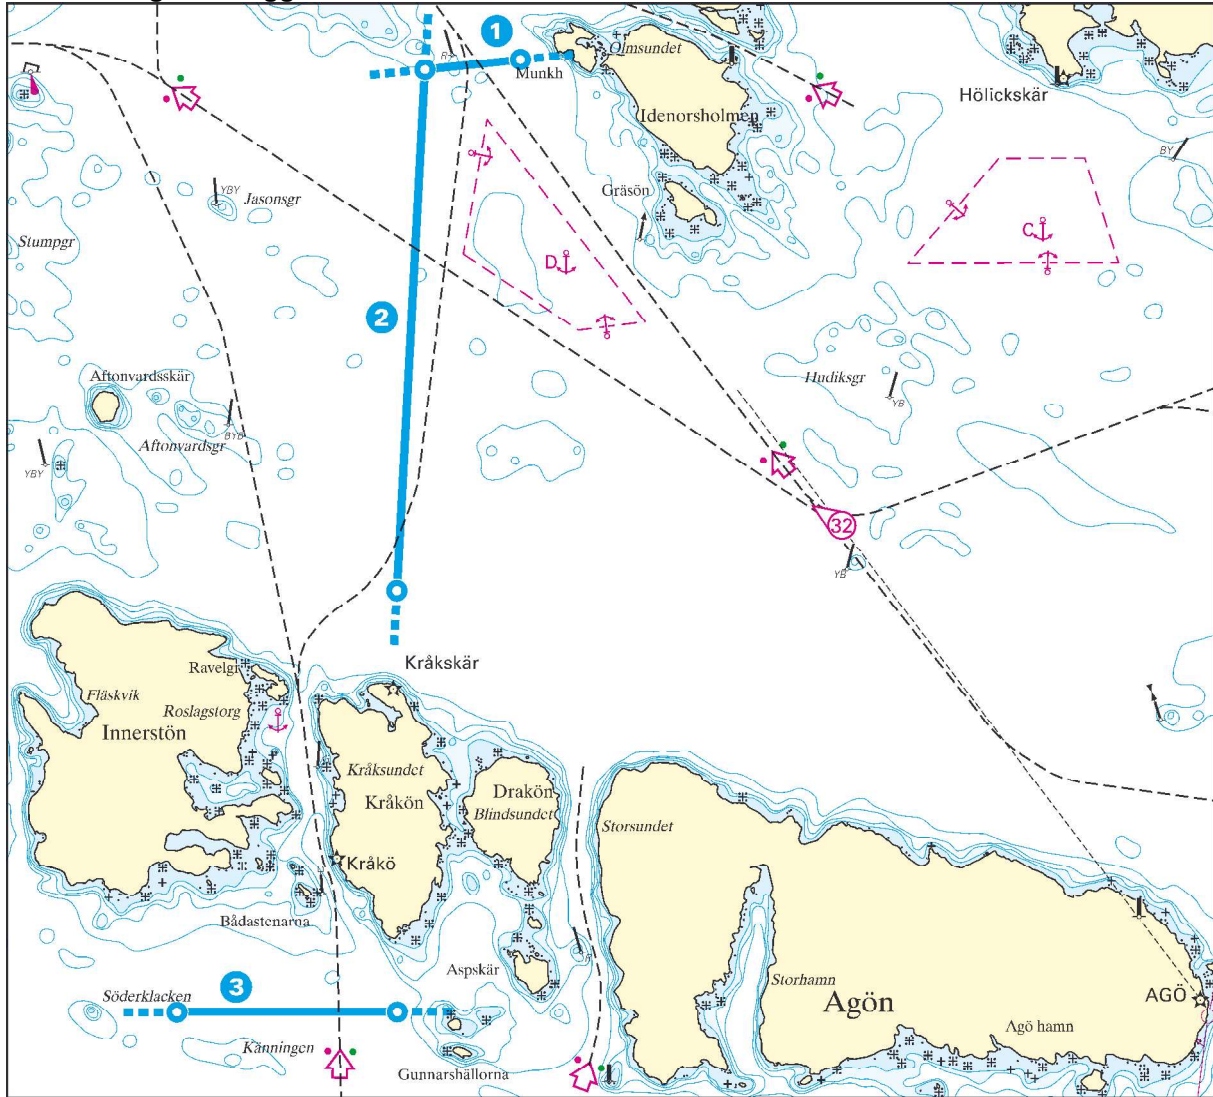 1
R
Olmsundet
Munkh
Hölickskär
Idenorsholmen
BY
YBY
Jasonsgr
Gräsön
Stumpgr
C
D
2
Aftonvardsskär
Hudiksgr
YB
BYB
Aftonvardsgr
YBY
32
YB
Kråkskär
Ravelgr
Fläskvik
Roslagstorg
Innerstön
Kråksundet
Drakön
Kråkön
Blindsundet
Storsundet
Kråkö
Bådastenarna
Aspskär
Storhamn
3
Söderklacken
Agön
AGÖ
Agö hamn
Känningen
Gunnarshällorna